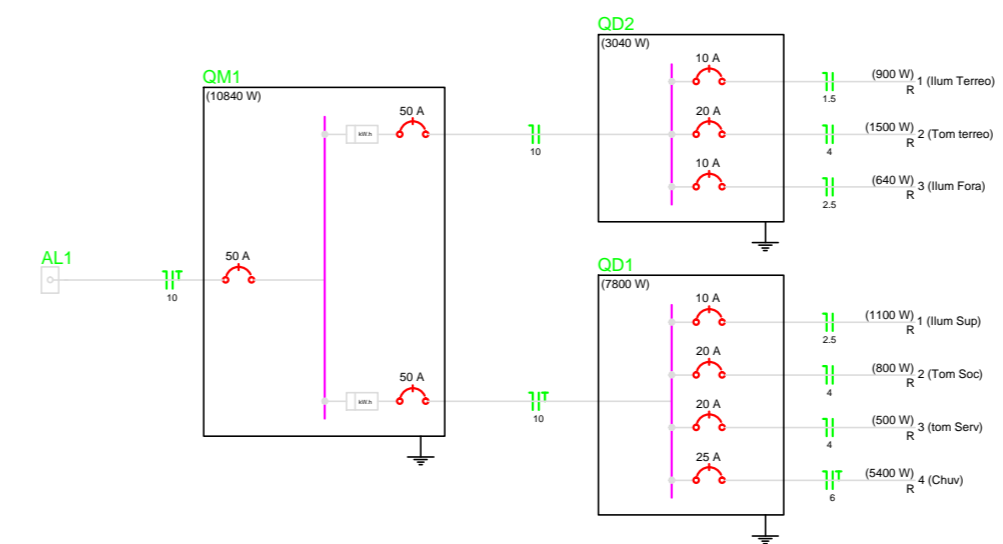 QD2
(3040 W)
10 A
(900 W)
R
1 (Ilum Terreo)
1.5
20 A
(1500 W)
R
2 (Tom terreo)
4
10 A
(640 W)
R
3 (Ilum Fora)
2.5
QM1
(10840 W)
kW.h
50 A
10
AL1
10
50 A
kW.h
50 A
10
QD1
(7800 W)
10 A
(1100 W)
R
1 (Ilum Sup)
2.5
20 A
(800 W)
R
2 (Tom Soc)
4
20 A
(500 W)
R
3 (tom Serv)
4
25 A
(5400 W)
R
4 (Chuv)
6